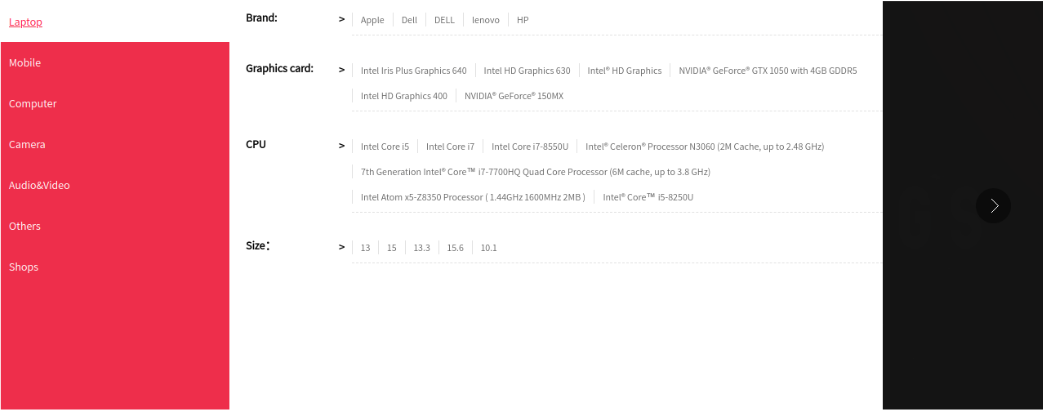 Laptop
Mobile
Computer
Camera
Audio&Video
Others
Shops
Brand: > Apple Dell DELL lenovo HP
Graphics card: > Intel Iris Plus Graphics 640 Intel HD Graphics 630 Intel® HD Graphics NVIDIA® GeForce® GTX 1050 with 4GB GDDR5
Intel HD Graphics 400 NVIDIA® GeForce® 150MX
CPU > Intel Core i5 Intel Core i7 Intel Core i7-8550U Intel® Celeron® Processor N3060 (2M Cache, up to 2.48 GHz)
7th Generation Intel® Core™ i7-7700HQ Quad Core Processor (6M cache, up to 3.8 GHz)
Intel Atom x5-Z8350 Processor ( 1.44GHz 1600MHz 2MB ) Intel® Core™ i5-8250U
Size： > 13 15 13.3 15.6 10.1